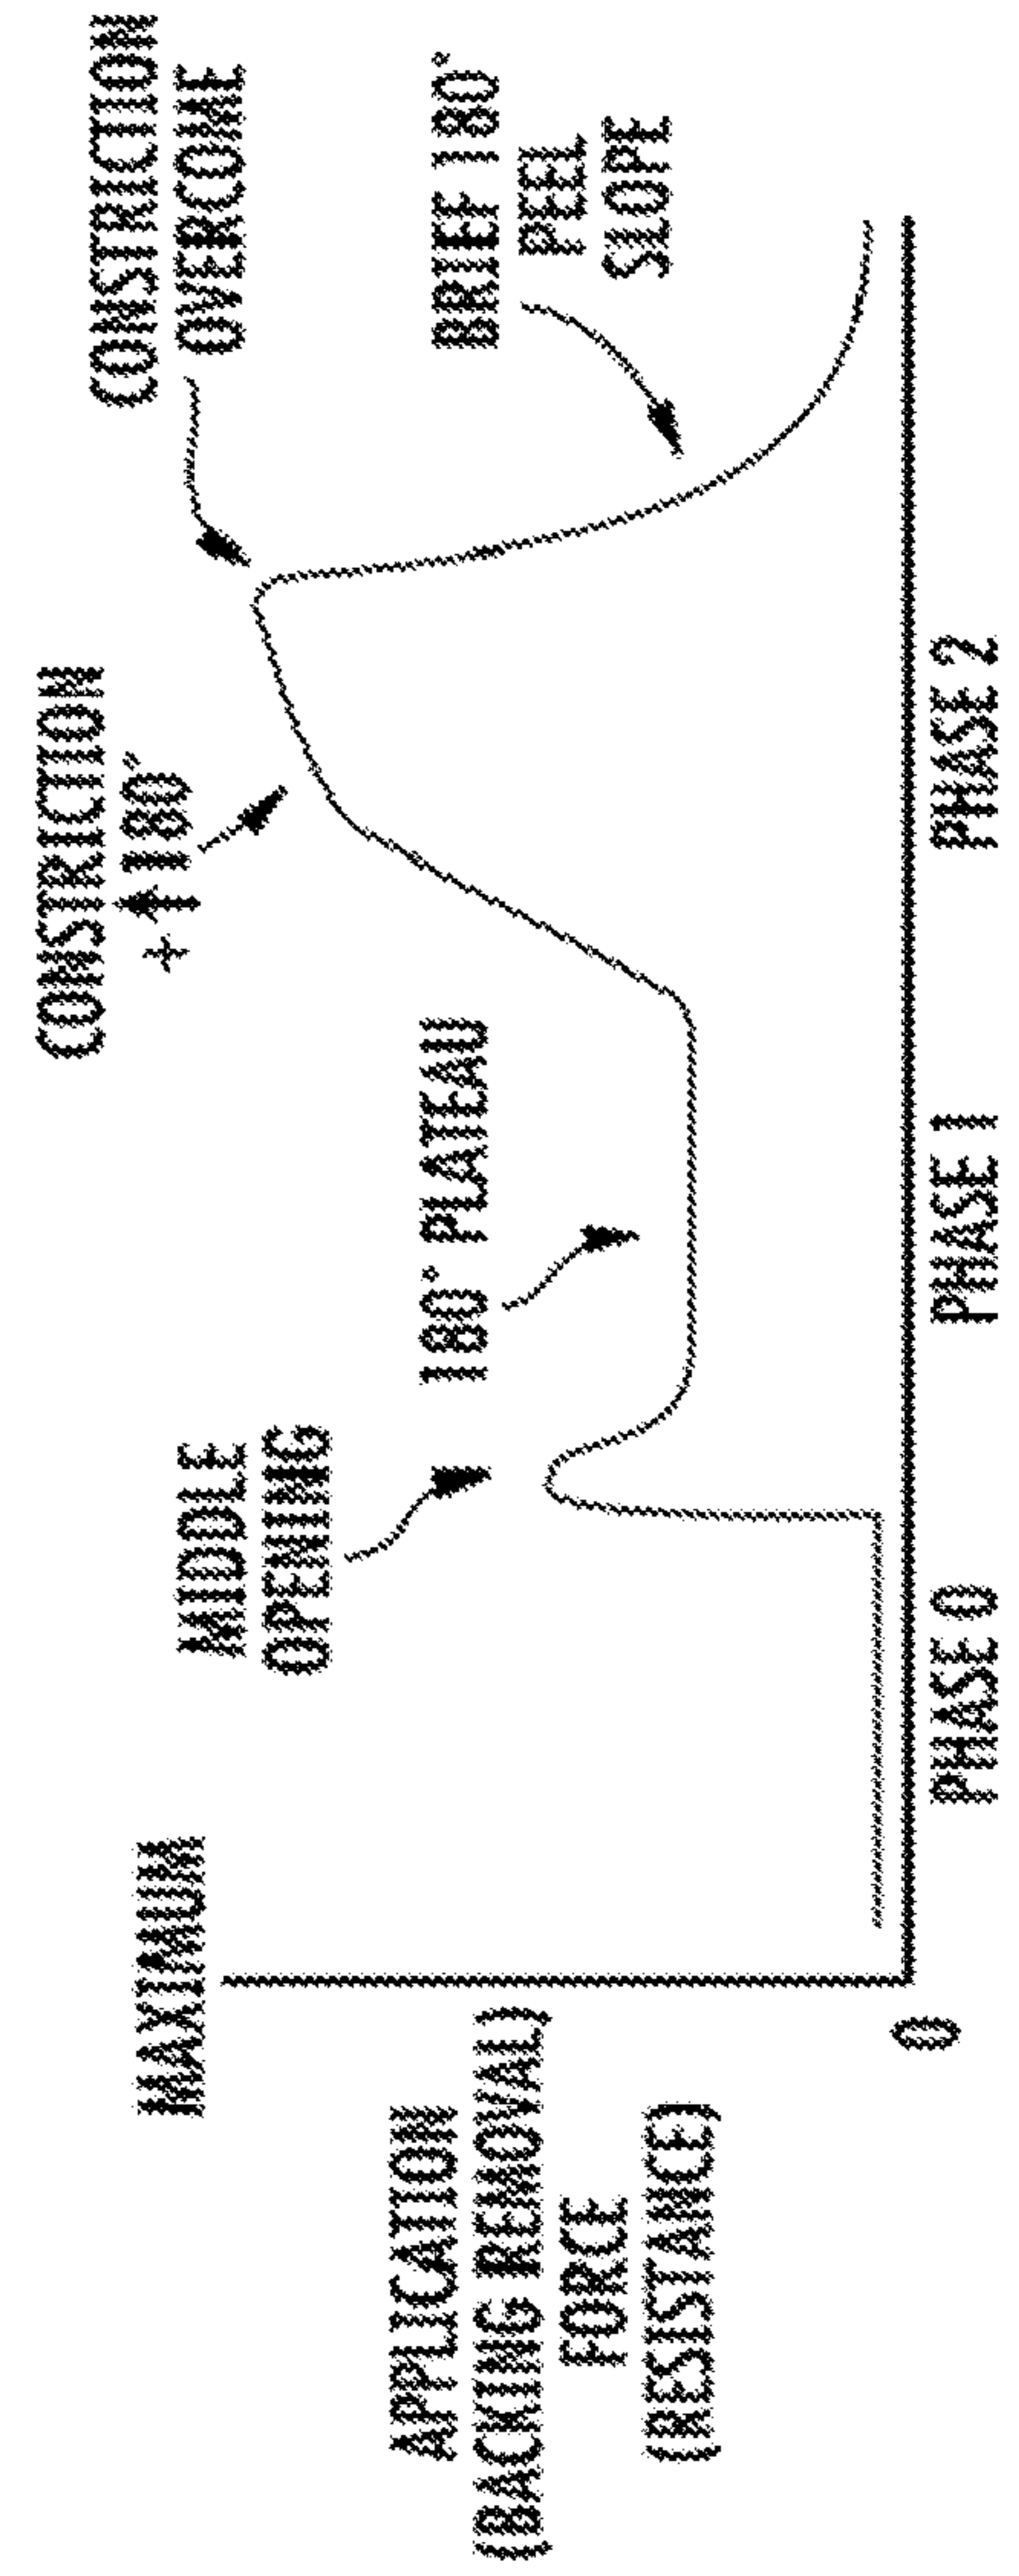 MAXIMUM
APPLICATION
(BACKING REMOVAL)
FORCE
(RESISTANCE)
0
MIDDLE
OPENING
180° PLATEAU
CONSTRICTION
+ 180°
CONSTRICTION
OVERCOME
BRIEF 180°
PEEL
SLOPE
PHASE 0
PHASE 1
PHASE 2